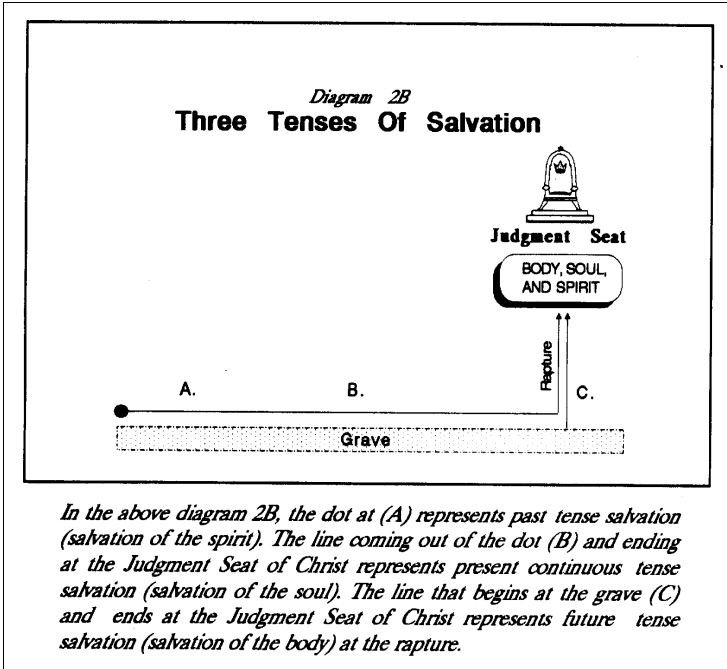 Diagram 2B
Three Tenses Of Salvation
Judgment Seat
BODY, SOUL,
AND SPIRIT
Rapture
A.
B.
C.
Grave
In the above diagram 2B, the dot at (A) represents past tense salvation
(salvation of the spirit). The line coming out of the dot (B) and ending
at the Judgment Seat of Christ represents present continuous tense
salvation (salvation of the soul). The line that begins at the grave (C)
and ends at the Judgment Seat of Christ represents future tense
salvation (salvation of the body) at the rapture.